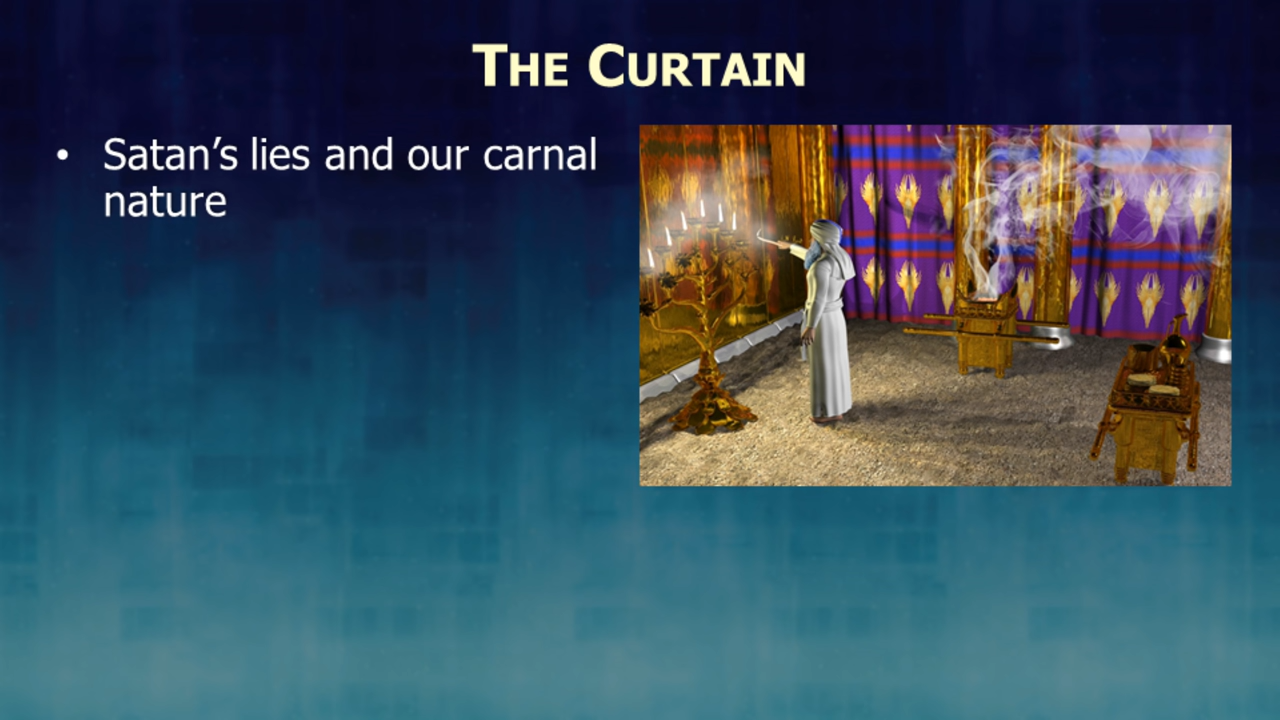 The Curtain
• Satan’s lies and our carnal
nature